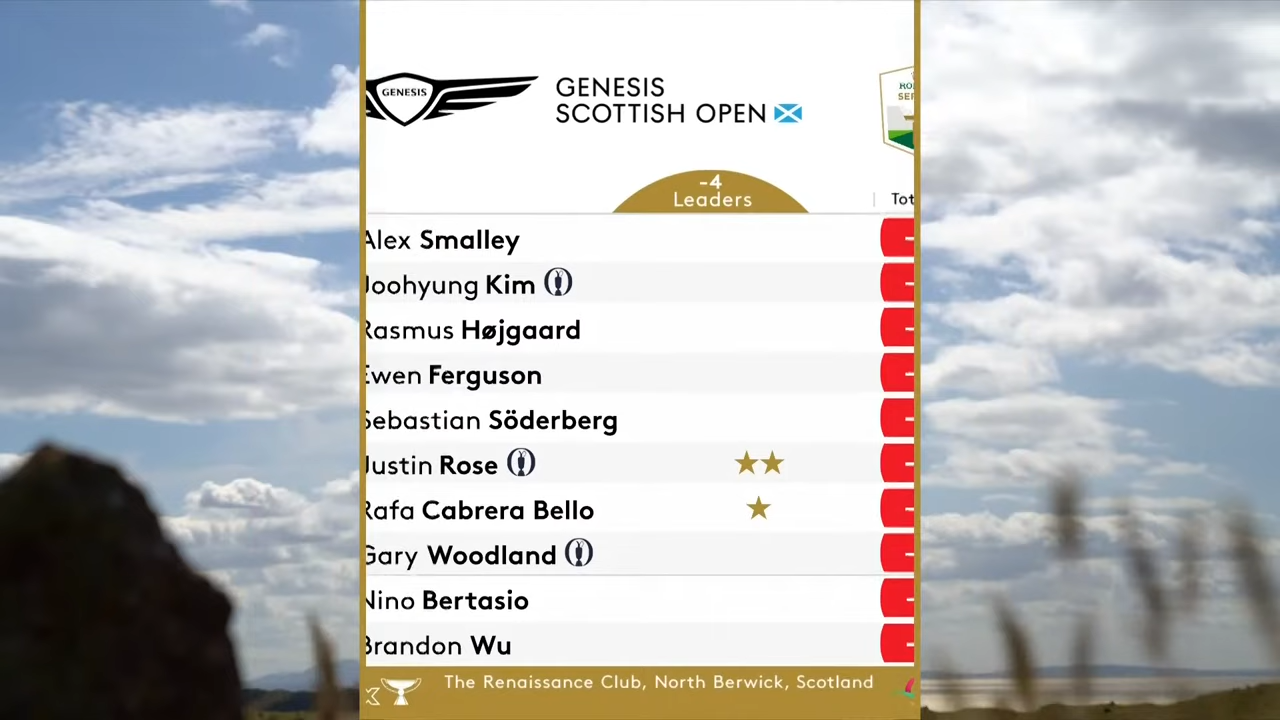 GENESIS
GENESIS
SCOTTISH OPEN
-4
Leaders
Alex Smalley
Joohyung Kim
Rasmus Højgaard
Ewen Ferguson
Sebastian Söderberg
Justin Rose
Rafa Cabrera Bello
Gary Woodland
Nino Bertasio
Brandon Wu
The Renaissance Club, North Berwick, Scotland